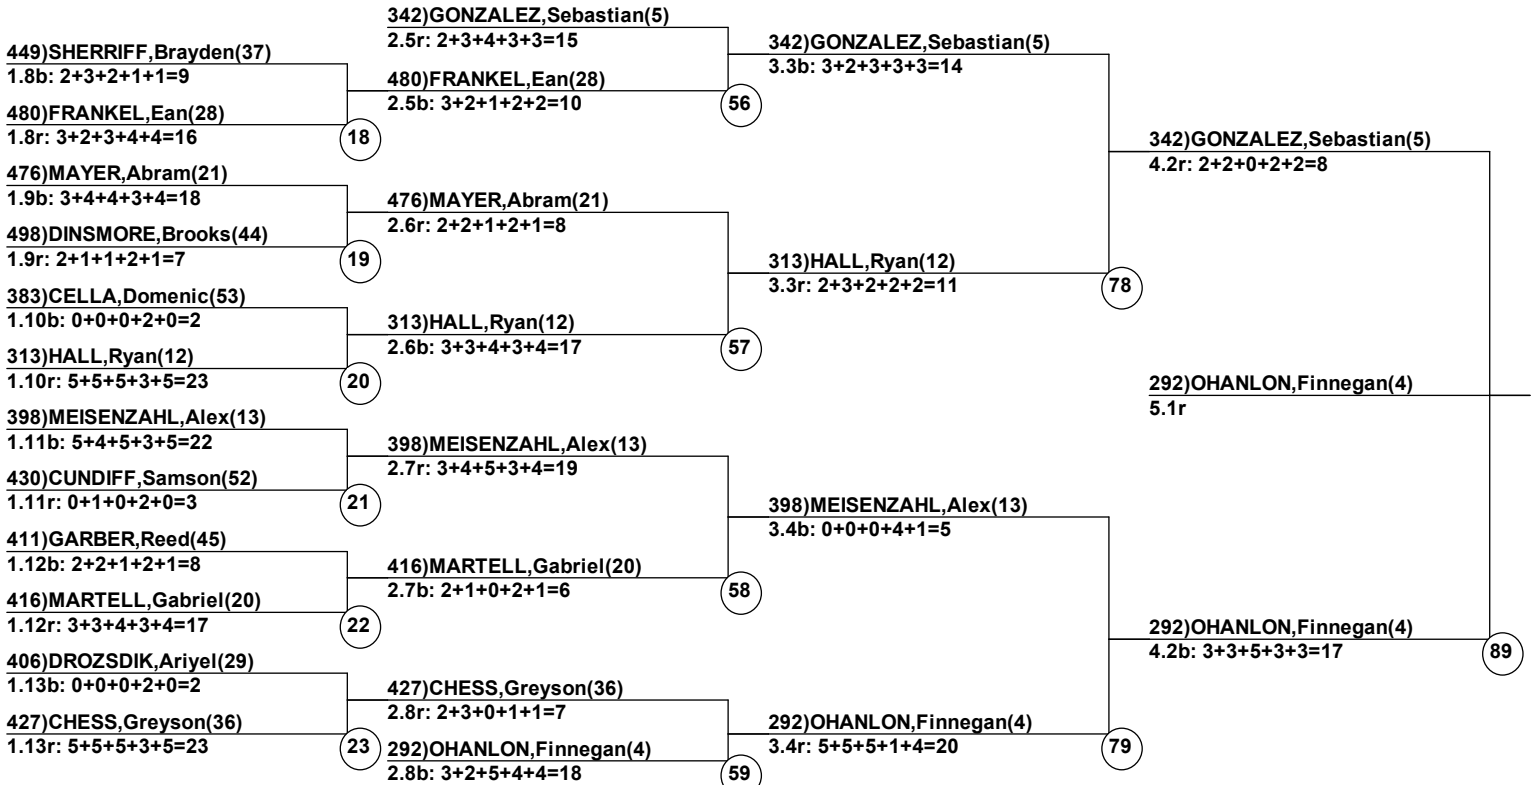 449)SHERRIFF,Brayden(37)
1.8b: 2+3+2+1+1=9
480)FRANKEL,Ean(28)
1.8r: 3+2+3+4+4=16
18
476)MAYER,Abram(21)
1.9b: 3+4+4+3+4=18
498)DINSMORE,Brooks(44)
1.9r: 2+1+1+2+1=7
19
383)CELLA,Domenic(53)
1.10b: 0+0+0+2+0=2
313)HALL,Ryan(12)
1.10r: 5+5+5+3+5=23
20
398)MEISENZAHL,Alex(13)
1.11b: 5+4+5+3+5=22
430)CUNDIFF,Samson(52)
1.11r: 0+1+0+2+0=3
21
411)GARBER,Reed(45)
1.12b: 2+2+1+2+1=8
416)MARTELL,Gabriel(20)
1.12r: 3+3+4+3+4=17
22
406)DROZSDIK,Ariyel(29)
1.13b: 0+0+0+2+0=2
427)CHESS,Greyson(36)
1.13r: 5+5+5+3+5=23
23
342)GONZALEZ,Sebastian(5)
2.5r: 2+3+4+3+3=15
480)FRANKEL,Ean(28)
2.5b: 3+2+1+2+2=10
56
476)MAYER,Abram(21)
2.6r: 2+2+1+2+1=8
313)HALL,Ryan(12)
2.6b: 3+3+4+3+4=17
57
398)MEISENZAHL,Alex(13)
2.7r: 3+4+5+3+4=19
416)MARTELL,Gabriel(20)
2.7b: 2+1+0+2+1=6
58
427)CHESS,Greyson(36)
2.8r: 2+3+0+1+1=7
292)OHANLON,Finnegan(4)
2.8b: 3+2+5+4+4=18
59
342)GONZALEZ,Sebastian(5)
3.3b: 3+2+3+3+3=14
313)HALL,Ryan(12)
3.3r: 2+3+2+2+2=11
78
398)MEISENZAHL,Alex(13)
3.4b: 0+0+0+4+1=5
292)OHANLON,Finnegan(4)
3.4r: 5+5+5+1+4=20
79
342)GONZALEZ,Sebastian(5)
4.2r: 2+2+0+2+2=8
292)OHANLON,Finnegan(4)
4.2b: 3+3+5+3+3=17
89
292)OHANLON,Finnegan(4)
5.1r